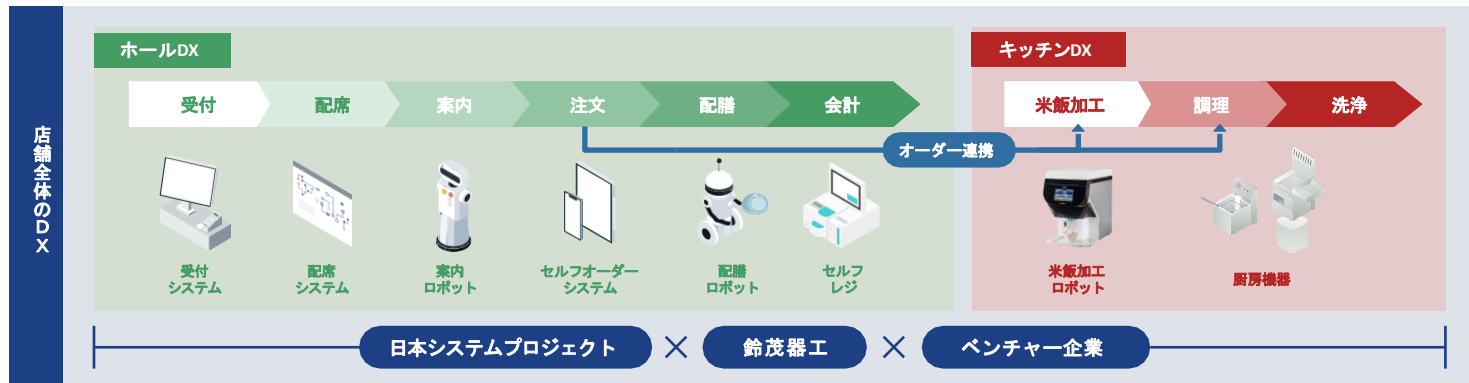 店舗全体のDX
ホールDX
受付
配席
案内
注文
配膳
会計
オーダー連携
受付
システム
配席
システム
案内
ロボット
セルフオーダー
システム
配膳
ロボット
セルフ
レジ
キッチンDX
米飯加工
調理
洗浄
米飯加工
ロボット
厨房機器
日本システムプロジェクト
×
鈴茂器工
×
ベンチャー企業